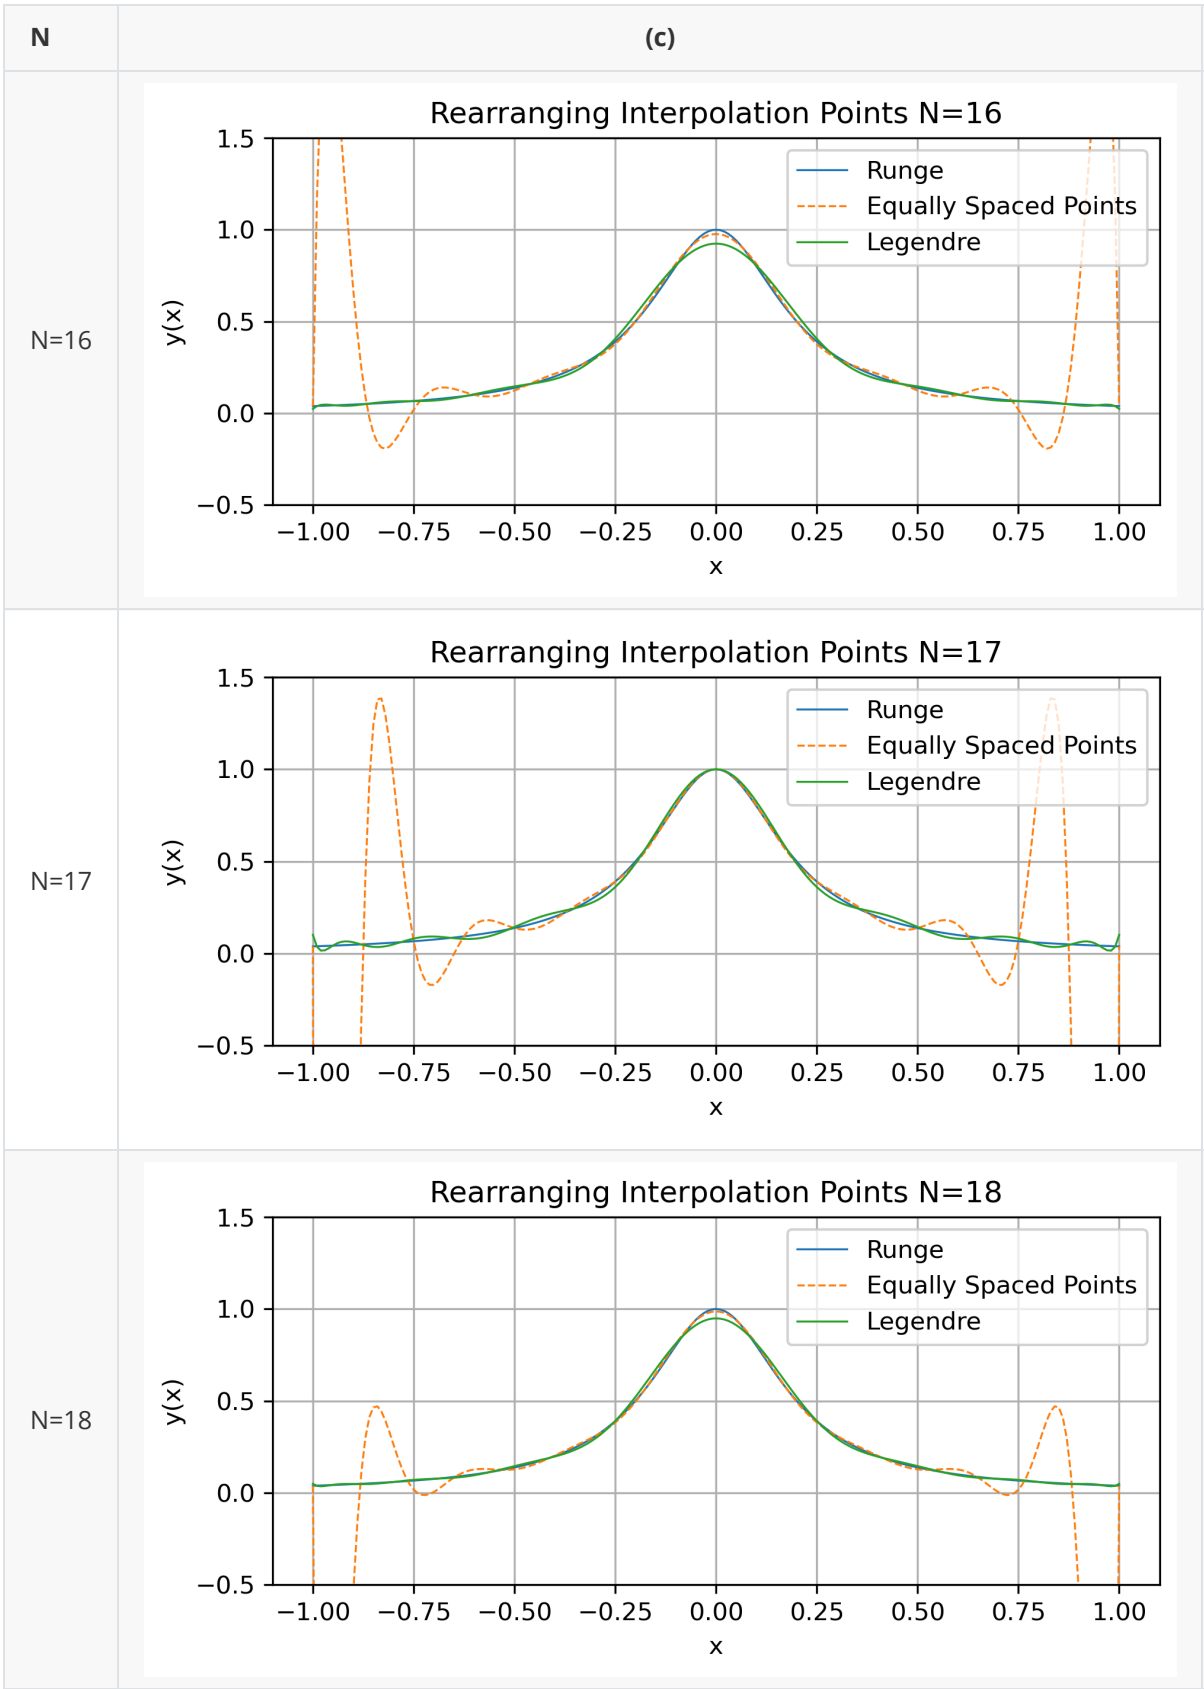 N (c)
Rearranging Interpolation Points N=16
1.5
Runge
Equally Spaced Points
Legendre
1.0
y(x)
0.5
N=16
0.0
−0.5
−1.00 −0.75 −0.50 −0.25 0.00 0.25 0.50 0.75 1.00
x
Rearranging Interpolation Points N=17
1.5
Runge
Equally Spaced Points
Legendre
1.0
y(x)
0.5
N=17
0.0
−0.5
−1.00 −0.75 −0.50 −0.25 0.00 0.25 0.50 0.75 1.00
x
Rearranging Interpolation Points N=18
1.5
Runge
Equally Spaced Points
Legendre
1.0
y(x)
0.5
N=18
0.0
−0.5
−1.00 −0.75 −0.50 −0.25 0.00 0.25 0.50 0.75 1.00
x